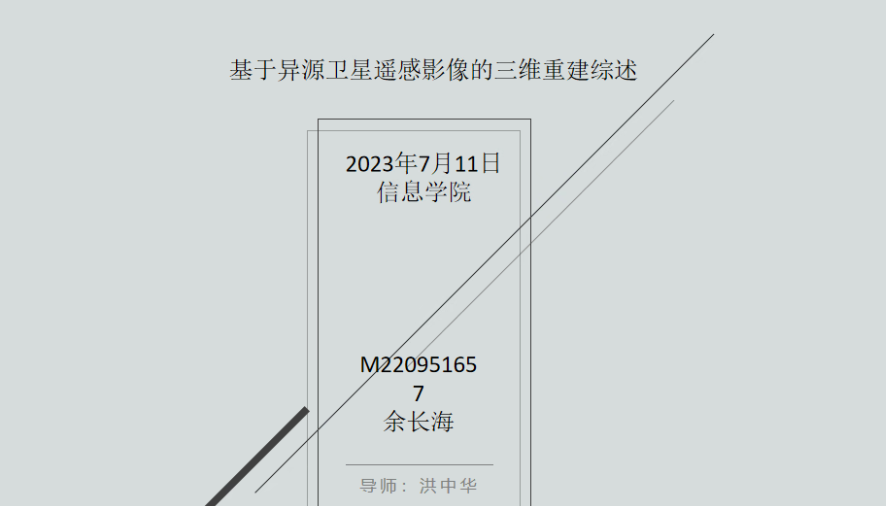 基于异源卫星遥感影像的三维重建综述
2023年7月11日
信息学院
M22095165
7
余长海
导师：洪中华